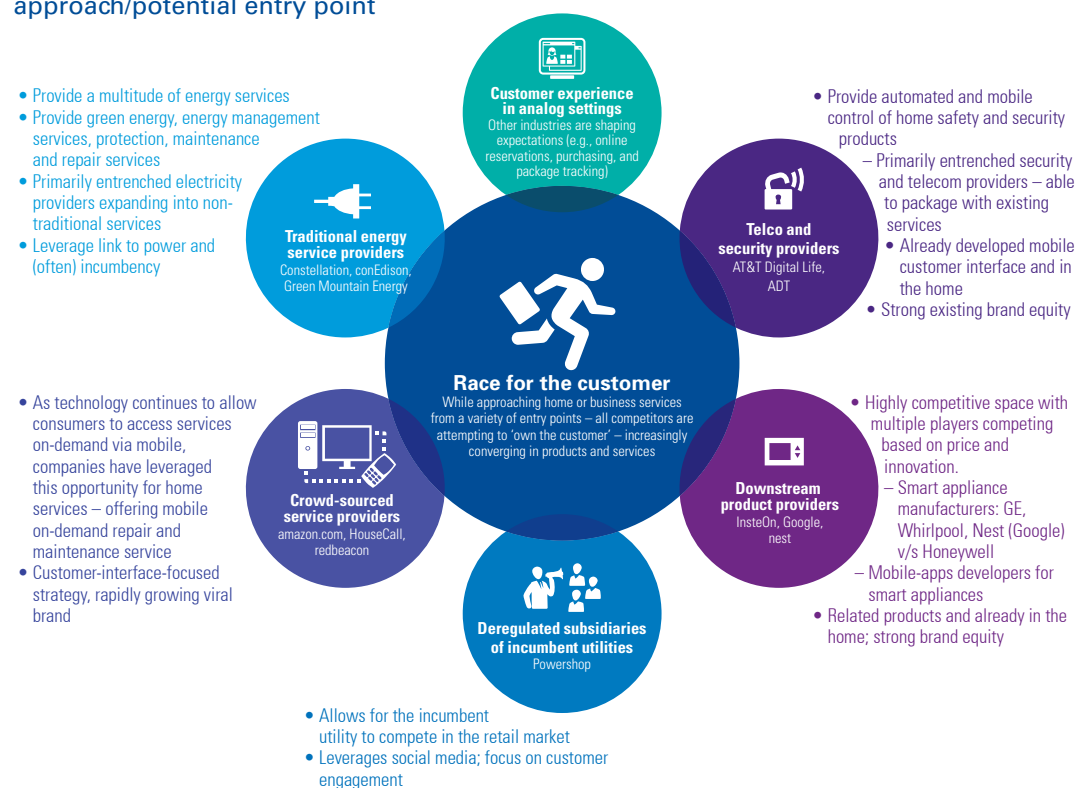 approach/potential entry point
Customer experience
in analog settings
Other industries are shaping
expectations (e.g., online
reservations, purchasing, and
package tracking)
• Provide a multitude of energy services
• Provide green energy, energy management
services, protection, maintenance
and repair services
• Primarily entrenched electricity
providers expanding into non-
traditional services
• Leverage link to power and
(often) incumbency
Traditional energy
service providers
Constellation, conEdison,
Green Mountain Energy
• Provide automated and mobile
control of home safety and security
products
– Primarily entrenched security
and telecom providers – able
to package with existing
services
• Already developed mobile
customer interface and in
the home
• Strong existing brand equity
Telco and
security providers
AT&T Digital Life,
ADT
Race for the customer
While approaching home or business services
from a variety of entry points – all competitors are
attempting to ‘own the customer’ – increasingly
converging in products and services
• As technology continues to allow
consumers to access services
on-demand via mobile,
companies have leveraged
this opportunity for home
services – offering mobile
on-demand repair and
maintenance service
• Customer-interface-focused
strategy, rapidly growing viral
brand
Crowd-sourced
service providers
amazon.com, HouseCall,
redbeacon
Downstream
product providers
InsteOn, Google,
nest
• Highly competitive space with
multiple players competing
based on price and
innovation.
– Smart appliance
manufacturers: GE,
Whirlpool, Nest (Google)
v/s Honeywell
– Mobile-apps developers for
smart appliances
• Related products and already in the
home; strong brand equity
Deregulated subsidiaries
of incumbent utilities
Powershop
• Allows for the incumbent
utility to compete in the retail market
• Leverages social media; focus on customer
engagement